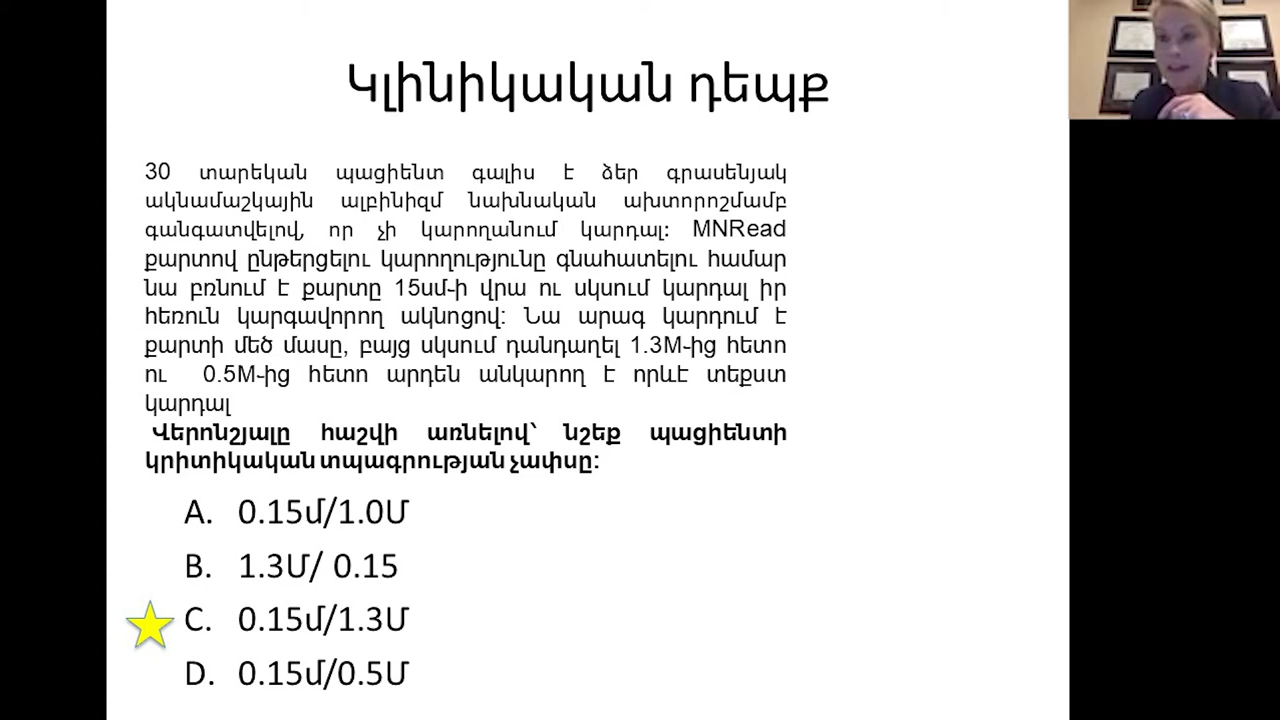 Կլինիկական դեպք
30 տարեկան պացիենտ գալիս է ձեր գրասենյակ
ակնամաշկային ալբինիզմ նախնական ախտորոշմամբ
գանգատվելով, որ չի կարողանում կարդալ: MNRead
քարտով ընթերցելու կարողությունը գնահատելու համար
նա բռնում է քարտը 15սմ-ի վրա ու սկսում կարդալ իր
հեռուն կարգավորող ակնոցով: Նա արագ կարդում է
քարտի մեծ մասը, բայց սկսում դանդաղել 1.3M-ից հետո
ու 0.5M-ից հետո արդեն անկարող է որևէ տեքստ
կարդալ
Վերոնշյալը հաշվի առնելով՝ նշեք պացիենտի
կրիտիկական տպագրության չափսը:
A. 0.15մ/1.0Մ
B. 1.3Մ/ 0.15
C. 0.15մ/1.3Մ
D. 0.15մ/0.5Մ